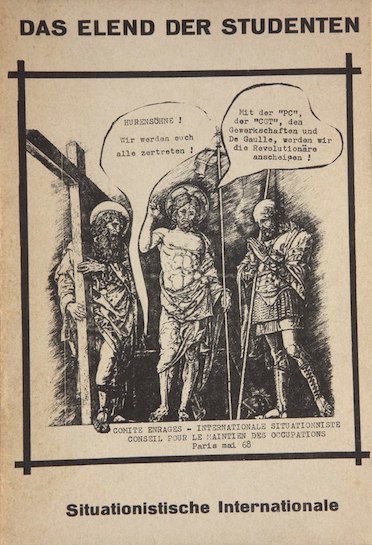 DAS ELEND DER STUDENTEN
HURENSÖHNE !
Wir werden euch
alle zertreten !
Mit der "PC",
der "CGT", den
Gewerkschaften und
De Gaulle, werden wir
die Revolutionäre
anscheißen !
COMITE ENRAGES - INTERNATIONALE SITUATIONNISTE
CONSEIL POUR LE MAINTIEN DES OCCUPATIONS
Paris mai 68
Situationistische Internationale